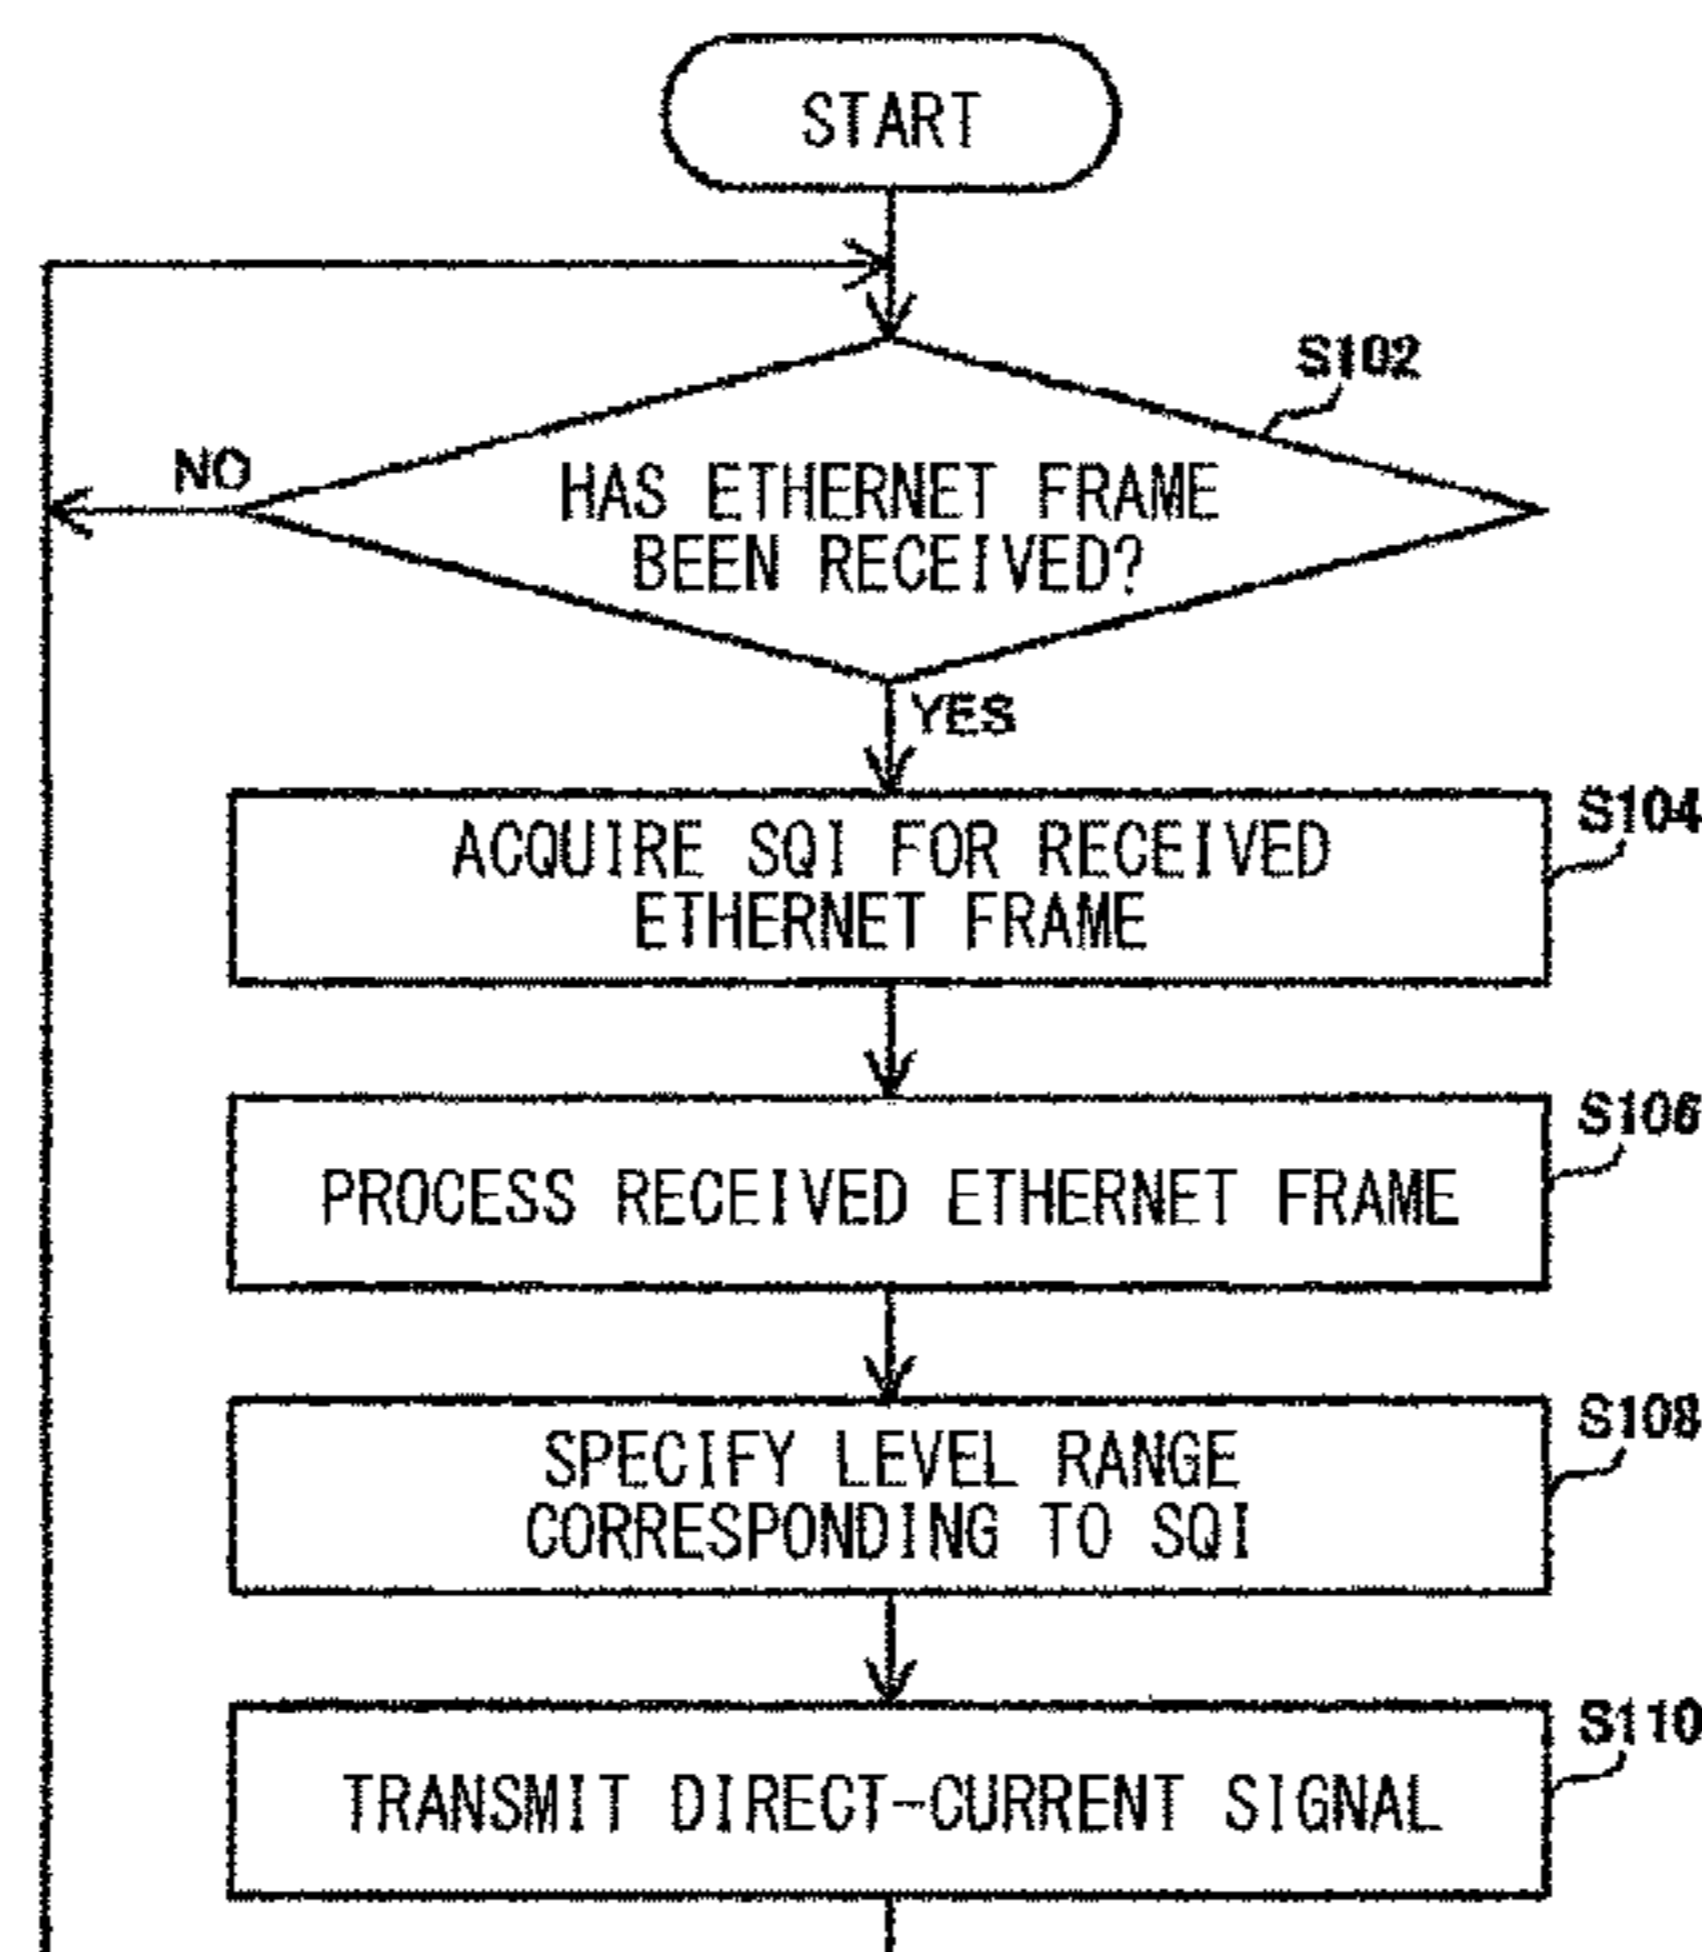 START
S102
NO
HAS ETHERNET FRAME
BEEN RECEIVED?
YES
S104
ACQUIRE SQI FOR RECEIVED
ETHERNET FRAME
S106
PROCESS RECEIVED ETHERNET FRAME
S108
SPECIFY LEVEL RANGE
CORRESPONDING TO SQI
S110
TRANSMIT DIRECT-CURRENT SIGNAL